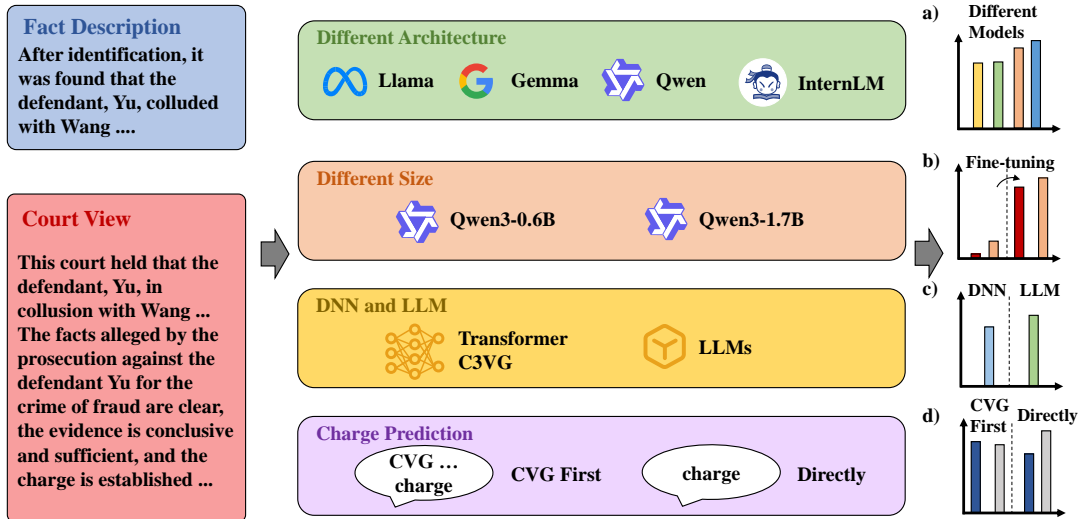 Fact Description
After identification, it
was found that the
defendant, Yu, colluded
with Wang ....
Court View
This court held that the
defendant, Yu, in
collusion with Wang ...
The facts alleged by the
prosecution against the
defendant Yu for the
crime of fraud are clear,
the evidence is conclusive
and sufficient, and the
charge is established ...
Different Architecture
Llama
Gemma
Qwen
InternLM
Different Size
Qwen3-0.6B
Qwen3-1.7B
DNN and LLM
Transformer
C3VG
LLMs
Charge Prediction
CVG ...
charge
CVG First
charge
Directly
a)
Different
Models
b)
Fine-tuning
c)
DNN
LLM
d)
CVG
First
Directly